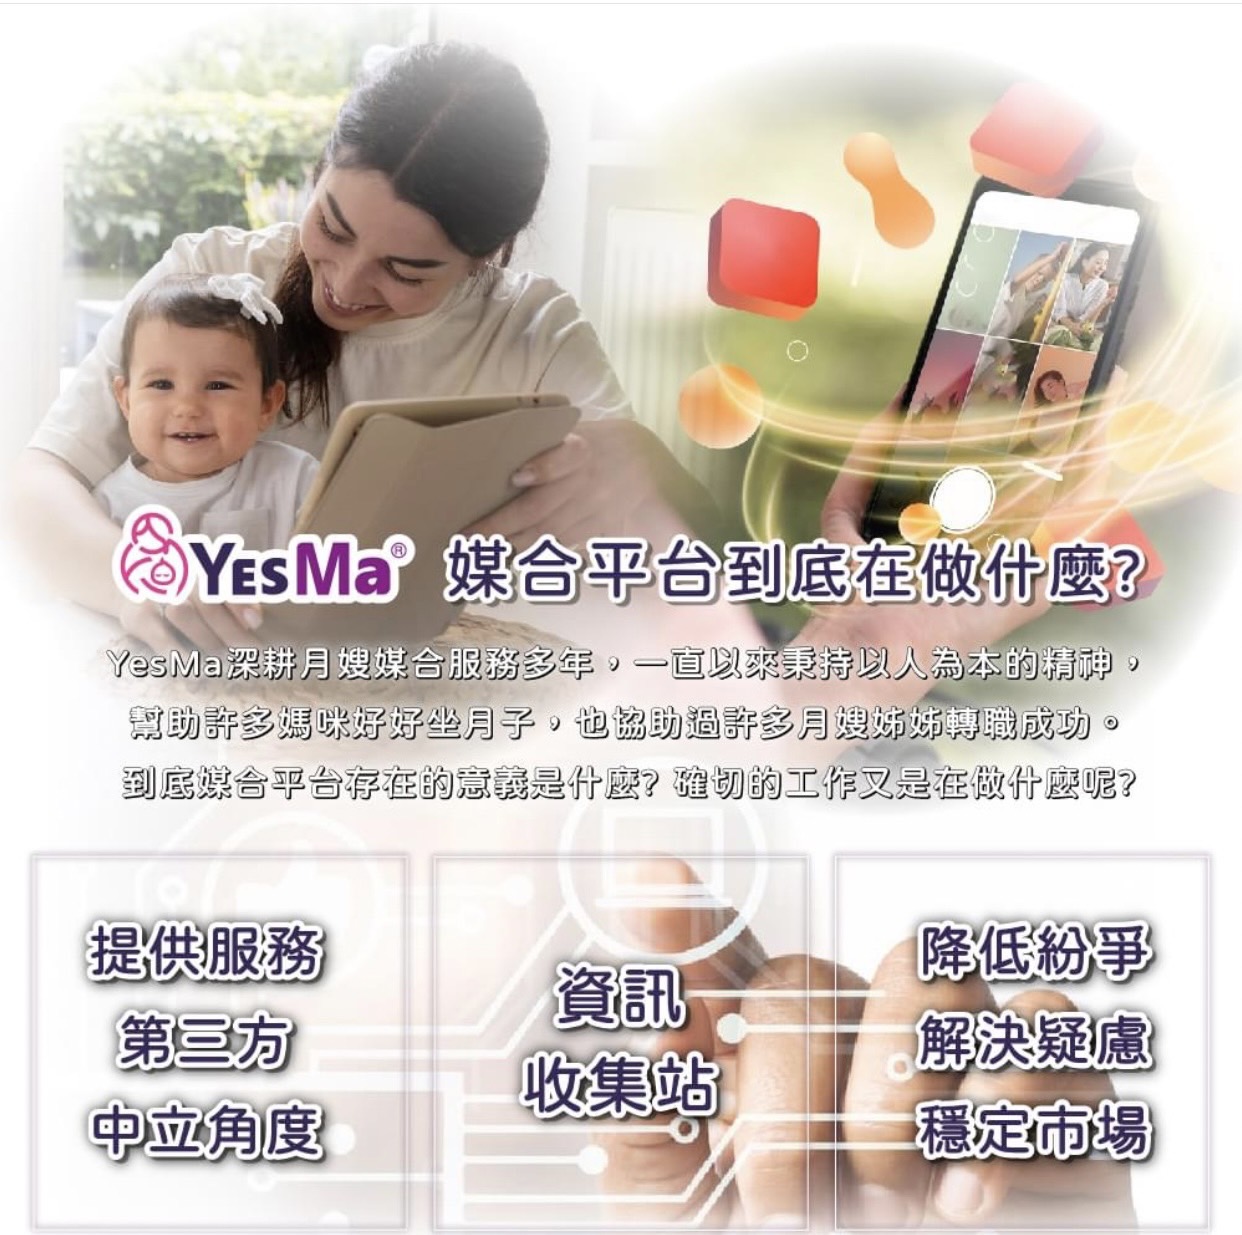 YesMa® 媒合平台到底在做什麼?
YesMa深耕月嫂媒合服務多年，一直以來秉持以人為本的精神，
幫助許多媽咪好好坐月子，也協助過許多月嫂姊姊轉職成功。
到底媒合平台存在的意義是什麼? 確切的工作又是在做什麼呢?
提供服務
第三方
中立角度
資訊
收集站
降低紛爭
解決疑慮
穩定市場